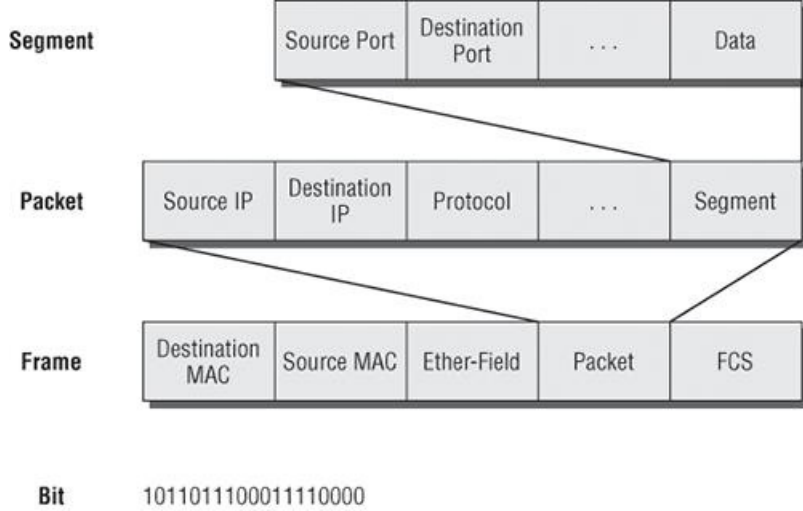 Segment Source Port Destination Port . . . Data
Packet Source IP Destination IP Protocol . . . Segment
Frame Destination MAC Source MAC Ether-Field Packet FCS
Bit 1011011100011110000